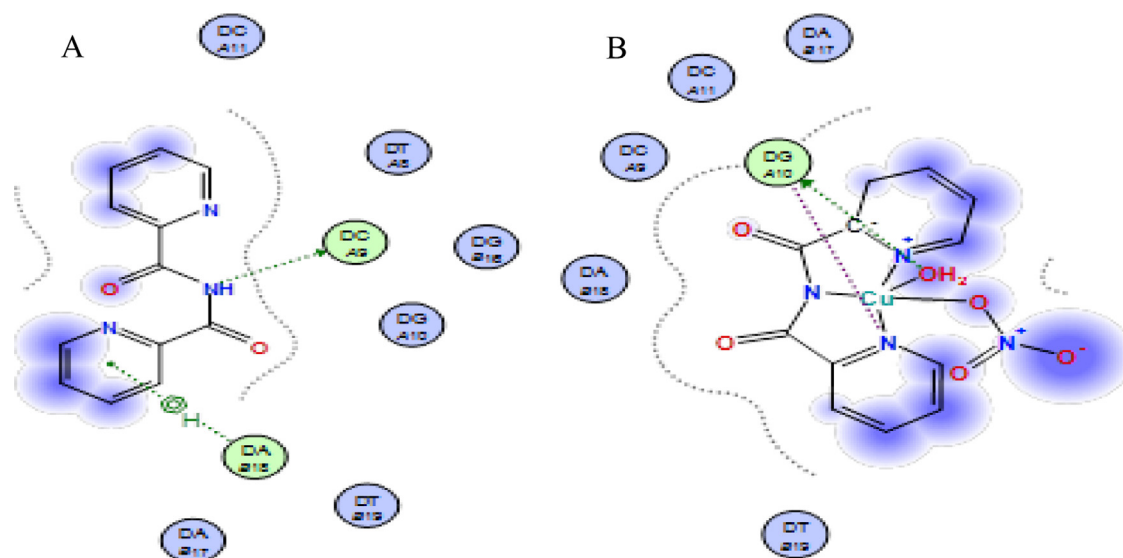 A
DC
A11
DT
A8
N
DC
A9
DG
B16
O
NH
DG
A10
N
O
H
DA
B18
DT
B19
DA
B17
B
DA
B17
DC
A11
DC
A9
DG
A10
O
C-
N+
OH2
DA
B18
N
Cu
O
O
N
N+
O-
O
DT
B19